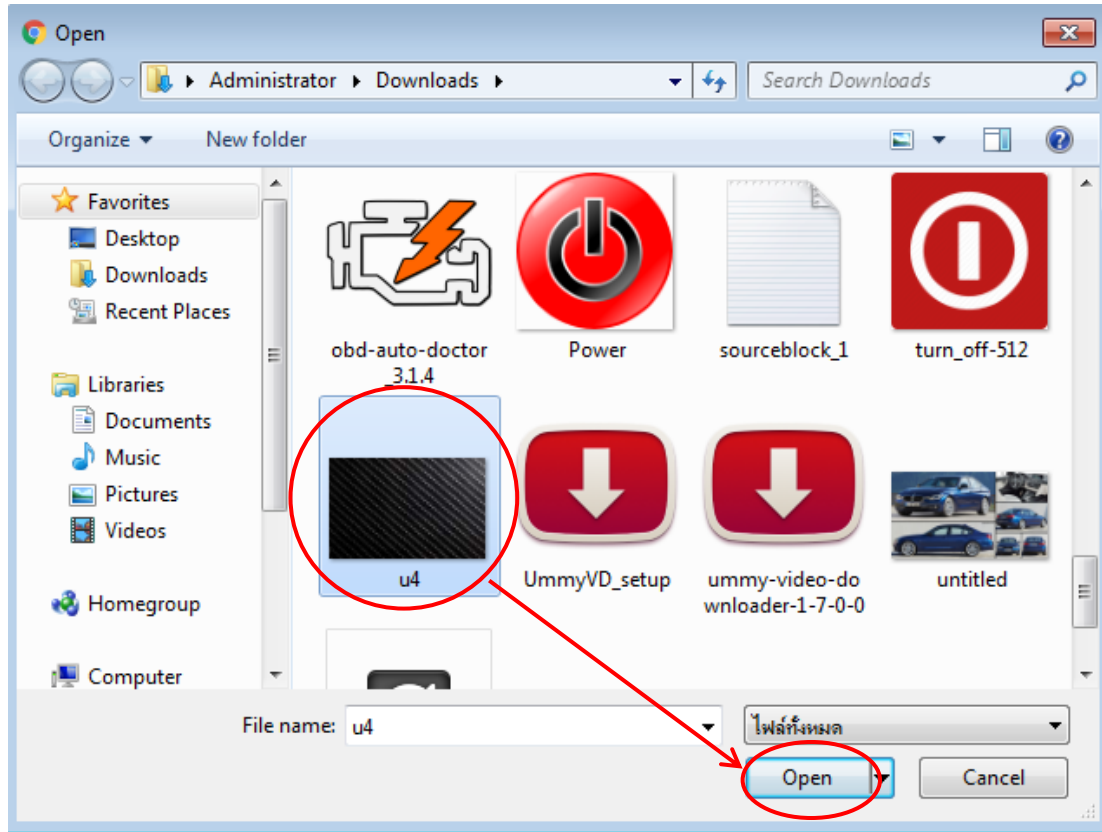 Open
Administrator
Downloads
Search Downloads
Organize
New folder
Favorites
Desktop
Downloads
Recent Places
Libraries
Documents
Music
Pictures
Videos
Homegroup
Computer
obd-auto-doctor
_3.1.4
Power
sourceblock_1
turn_off-512
u4
UmmyVD_setup
ummy-video-do
wnloader-1-7-0-0
untitled
File name: u4
ไฟล์ทั้งหมด
Open
Cancel